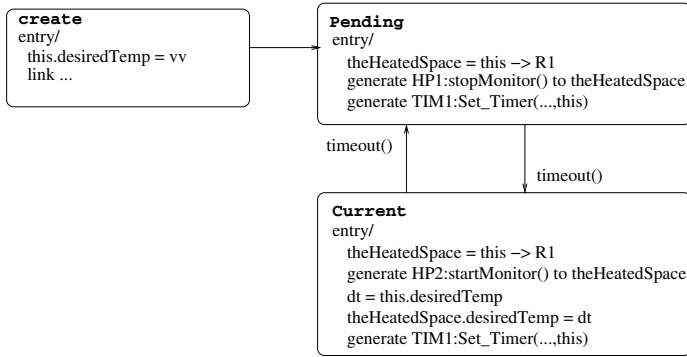 create
entry/
this.desiredTemp = vv
link ...
Pending
entry/
theHeatedSpace = this −> R1
generate HP1:stopMonitor() to theHeatedSpace
generate TIM1:Set_Timer(...,this)
timeout()
timeout()
Current
entry/
theHeatedSpace = this −> R1
generate HP2:startMonitor() to theHeatedSpace
dt = this.desiredTemp
theHeatedSpace.desiredTemp = dt
generate TIM1:Set_Timer(...,this)